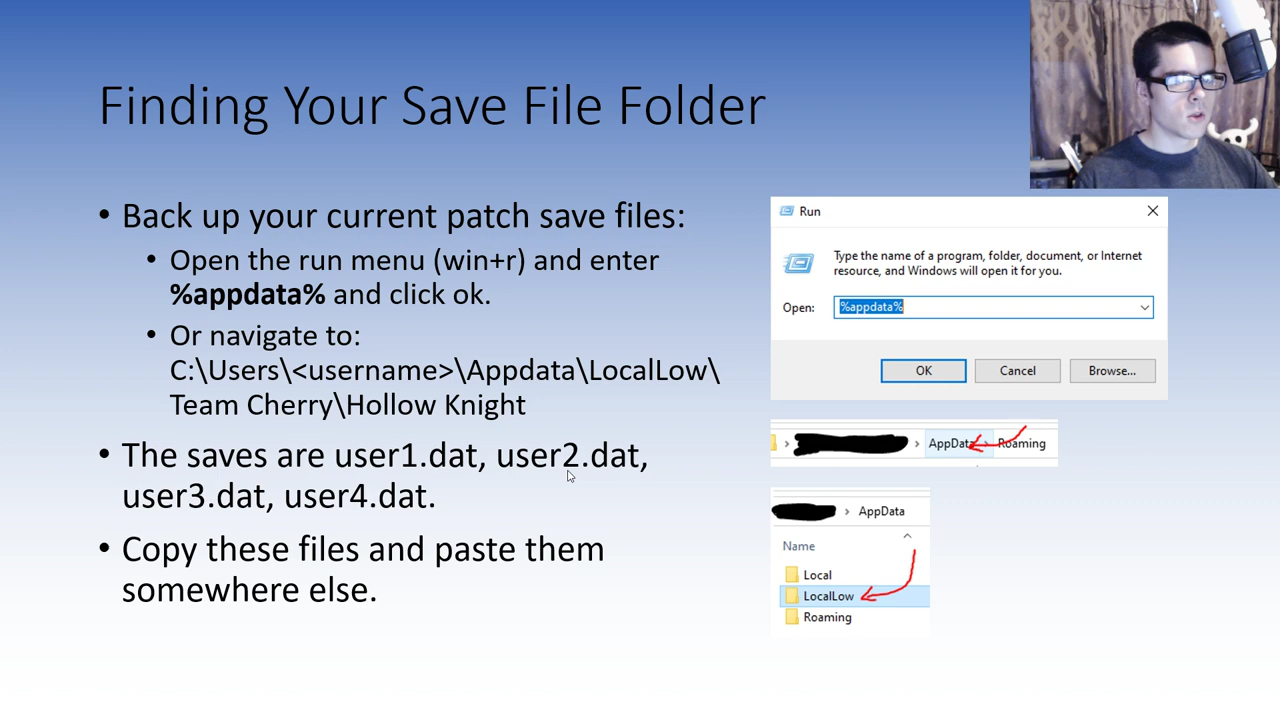 Finding Your Save File Folder
• Back up your current patch save files:
• Open the run menu (win+r) and enter
%appdata% and click ok.
• Or navigate to:
C:\Users\<username>\Appdata\LocalLow\
Team Cherry\Hollow Knight
• The saves are user1.dat, user2.dat,
user3.dat, user4.dat.
• Copy these files and paste them
somewhere else.
Run
Type the name of a program, folder, document, or Internet
resource, and Windows will open it for you.
Open: %appdata%
OK Cancel Browse...
AppData Roaming
AppData
Name
Local
LocalLow
Roaming